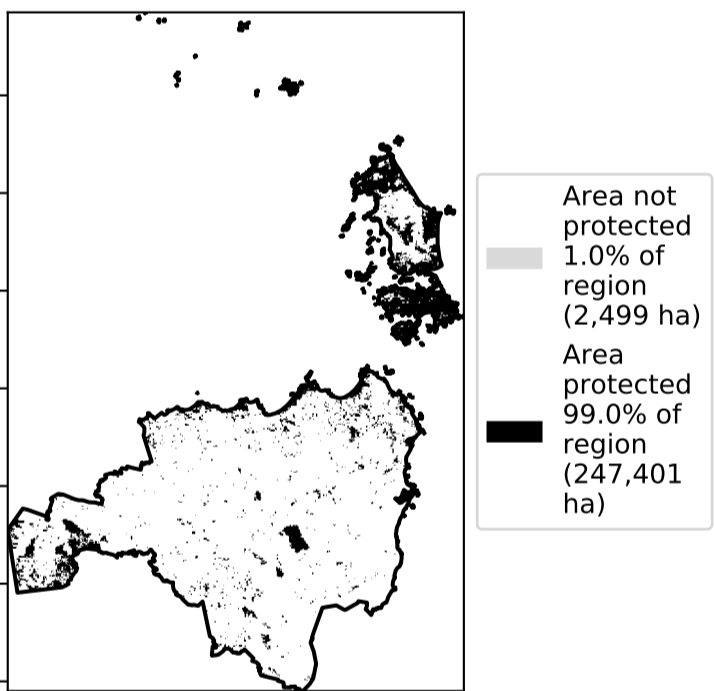 Area not
protected
1.0% of
region
(2,499 ha)
Area
protected
99.0% of
region
(247,401
ha)